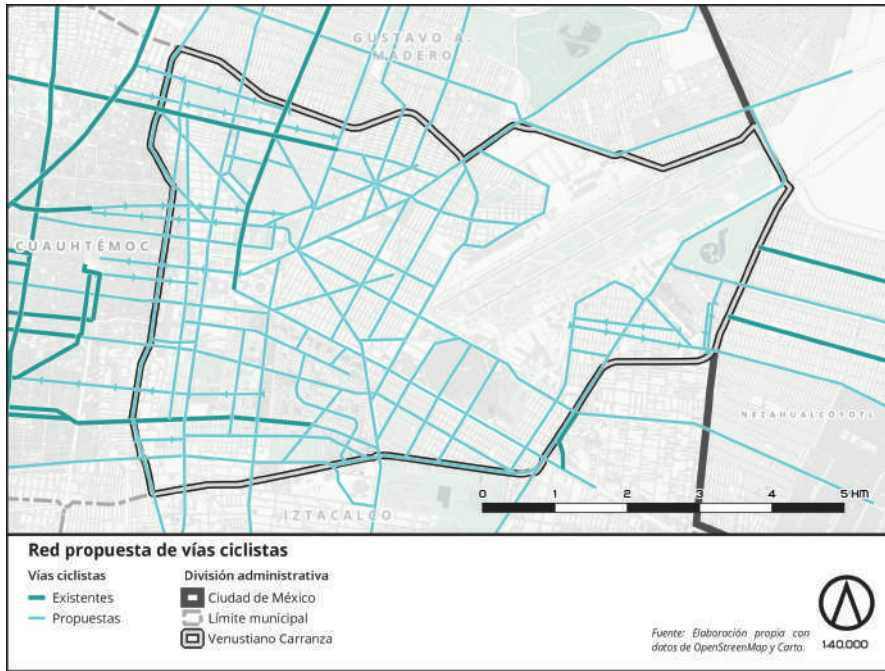 GUSTAVO A.
MADERO
CUAUHTÉMOC
NEZAHUALCÓYOTL
IZTACALCO
0 1 2 3 4 5 KM
Red propuesta de vías ciclistas
Vías ciclistas
Existentes
Propuestas
División administrativa
Ciudad de México
Límite municipal
Venustiano Carranza
Fuente: Elaboración propia con
datos de OpenStreenMap y Carto.
1:40.000